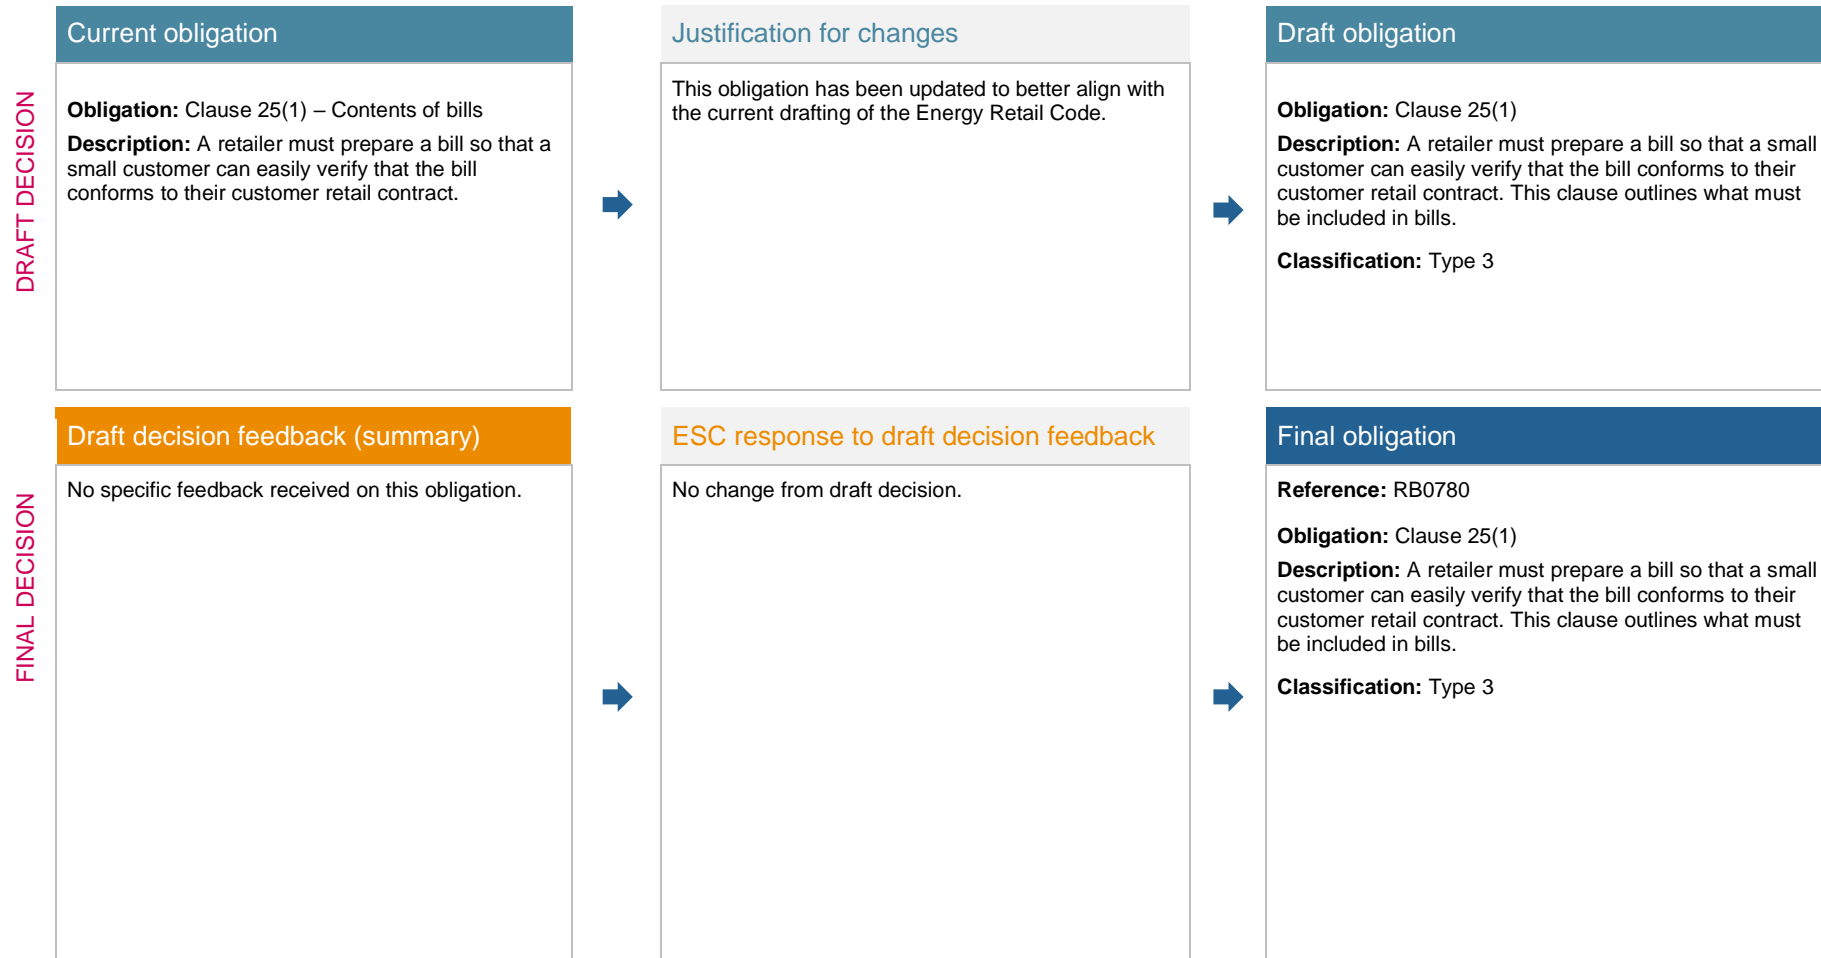 DRAFT DECISION
Current obligation
Obligation: Clause 25(1) – Contents of bills
Description: A retailer must prepare a bill so that a
small customer can easily verify that the bill
conforms to their customer retail contract.
Justification for changes
This obligation has been updated to better align with
the current drafting of the Energy Retail Code.
Draft obligation
Obligation: Clause 25(1)
Description: A retailer must prepare a bill so that a small
customer can easily verify that the bill conforms to their
customer retail contract. This clause outlines what must
be included in bills.
Classification: Type 3
FINAL DECISION
Draft decision feedback (summary)
No specific feedback received on this obligation.
ESC response to draft decision feedback
No change from draft decision.
Final obligation
Reference: RB0780
Obligation: Clause 25(1)
Description: A retailer must prepare a bill so that a small
customer can easily verify that the bill conforms to their
customer retail contract. This clause outlines what must
be included in bills.
Classification: Type 3